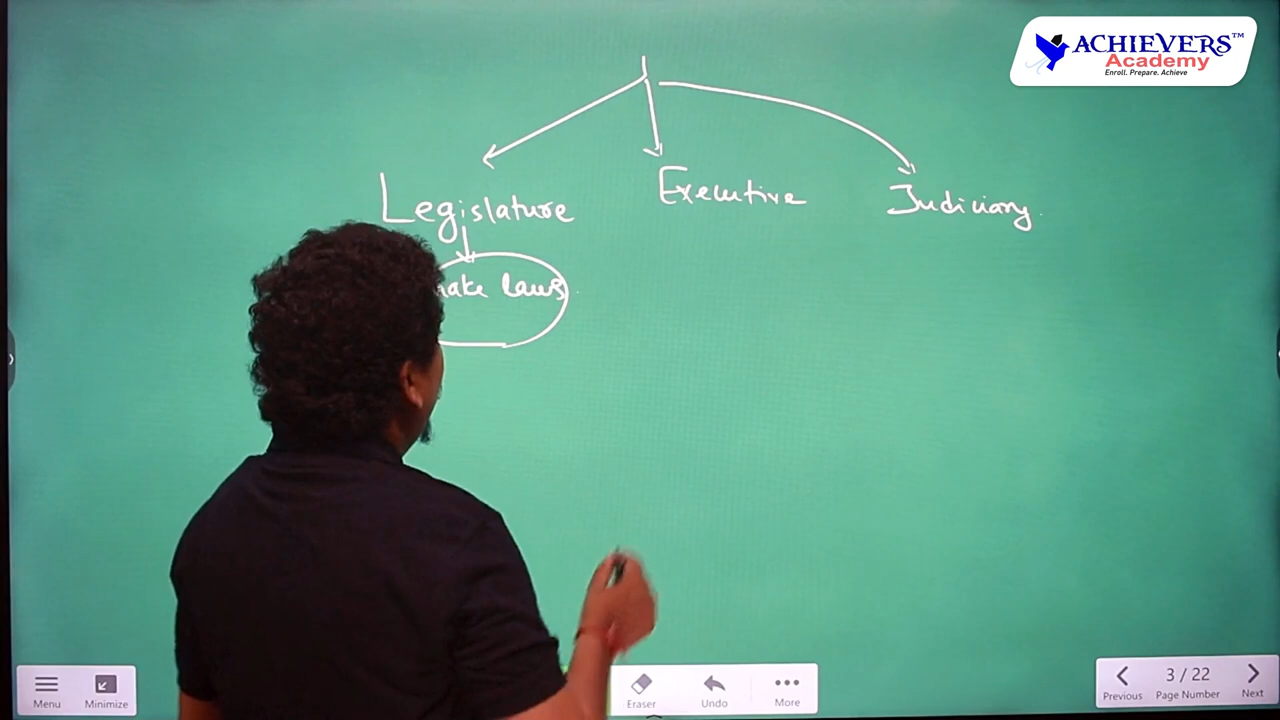 ACHIEVERS™
Academy
Enroll. Prepare. Achieve
Legislature
Executive
Judiciary.
laws
Menu
Minimize
Eraser
Undo
More
Previous
3 / 22
Page Number
Next